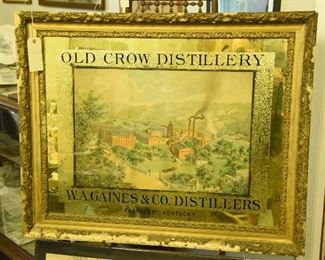 OLD CROW DISTILLERY
W.A. GAINES & CO. DISTILLERS
FRANKFORT, KENTUCKY